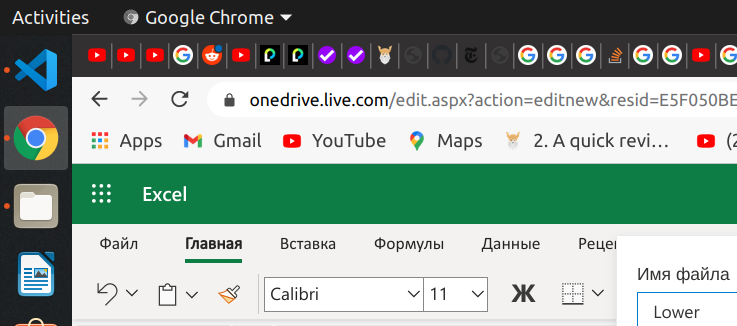 Activities Google Chrome
onedrive.live.com/edit.aspx?action=editnew&resid=E5F050BE
Apps Gmail YouTube Maps 2. A quick revi… (2
Excel
Файл Главная Вставка Формулы Данные Рецен
Имя файла
Calibri 11 Ж
Lower